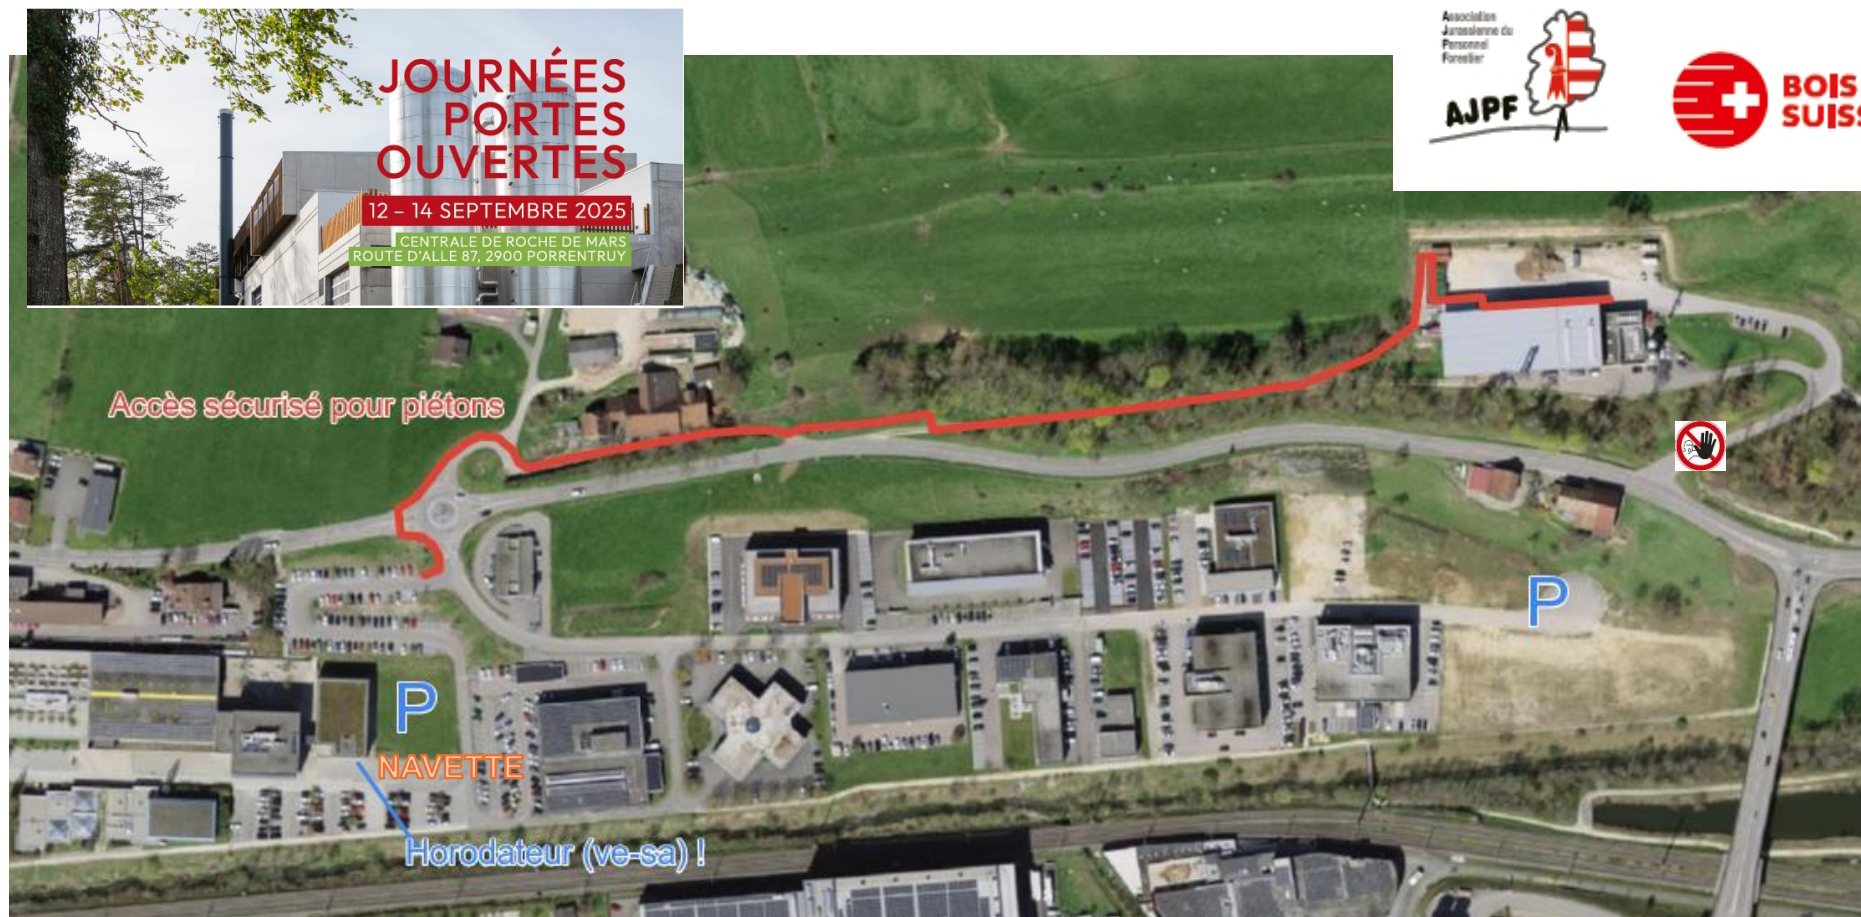 JOURNÉES
PORTES
OUVERTES
12 – 14 SEPTEMBRE 2025
CENTRALE DE ROCHE DE MARS
ROUTE D'ALLE 87, 2900 PORRENTRUY
Association
Jurassienne du
Personnel
Forestier
AJPF
BOIS
SUISS
Accès sécurisé pour piétons
P
P
NAVETTE
Horodateur (ve-sa) !